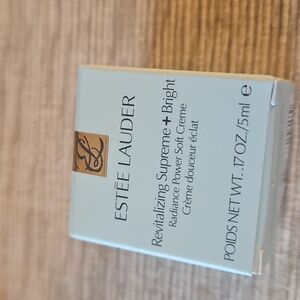 ESTĒE LAUDER
Revitalizing Supreme + Bright
Radiance Power Soft Creme
Crème douceur éclat
POIDS NET WT. .17 OZ./5ml e